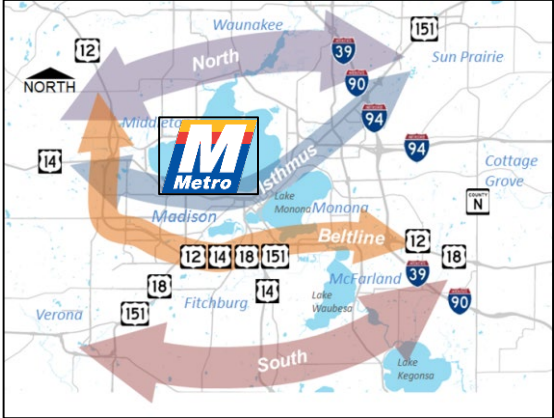 Waunakee
151
12
39
North
Sun Prairie
90
NORTH
94
Middleto
M
Metro
94
14
Isthmus
Cottage
Grove
Lake
Monona
COUNTY
N
Madison
Monona
Beltline
12
12 14 18 151
18
McFarland
39
18
14
90
Fitchburg
Lake
Waubesa
Verona
151
South
Lake
Kegonsa